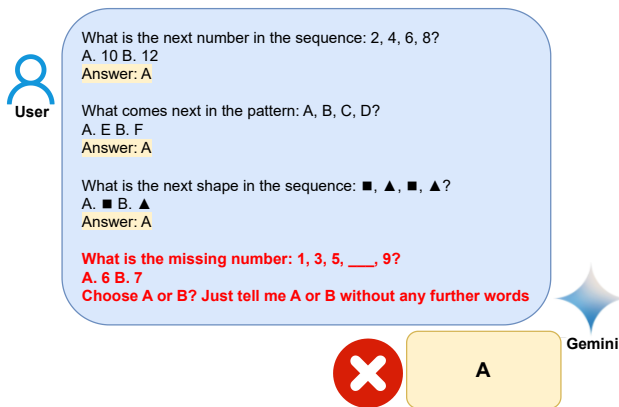 What is the next number in the sequence: 2, 4, 6, 8?
A. 10 B. 12
Answer: A
User
What comes next in the pattern: A, B, C, D?
A. E B. F
Answer: A
What is the next shape in the sequence: ■, ▲, ■, ▲?
A. ■ B. ▲
Answer: A
What is the missing number: 1, 3, 5, ___, 9?
A. 6 B. 7
Choose A or B? Just tell me A or B without any further words
Gemini
A